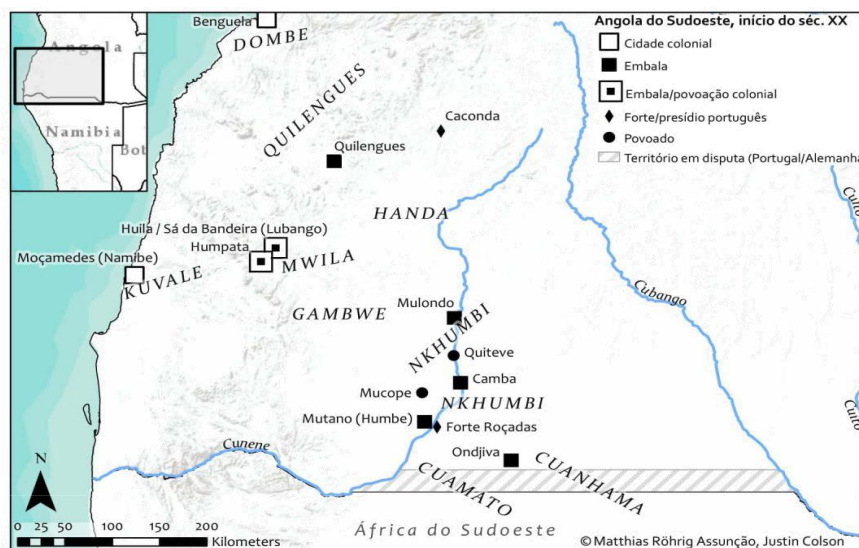 Angola do Sudoeste, início do séc. XX
Cidade colonial
Embala
Embala/povoação colonial
Forte/presídio português
Povoado
Território em disputa (Portugal/Alemanha
Angola
Namibia
Bot
Benguela
DOMBE
QUILENGUES
Caconda
Quilengues
HANDA
Huila / Sá da Bandeira (Lubango)
Humpata
Moçamedes (Namibe)
KUVALE
MWILA
GAMBWE
Mulondo
NKHUMBI
Quiteve
Camba
Mucope
NKHUMBI
Mutano (Humbe)
Forte Roçadas
Ondjiva
Cunene
CUAMATO
CUANHAMA
Cubango
Cuito
Cuito
N
0 25 50 100 150 200
Kilometers
África do Sudoeste
© Matthias Röhrig Assunção, Justin Colson